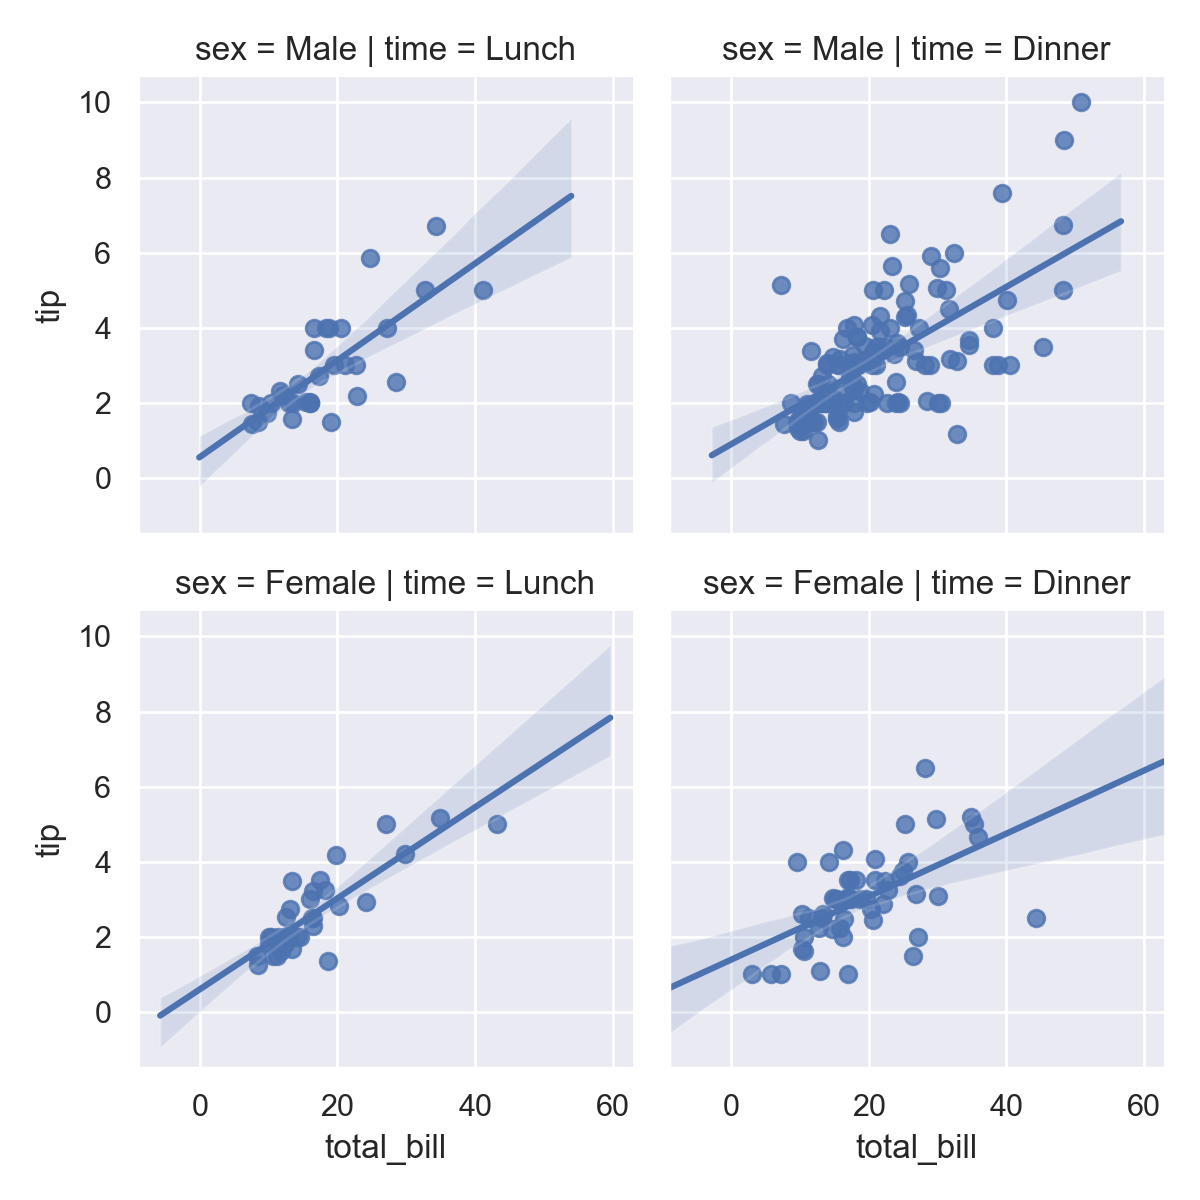 sex = Male | time = Lunch
sex = Male | time = Dinner
10
8
6
4
2
0
tip
sex = Female | time = Lunch
sex = Female | time = Dinner
10
8
6
4
2
0
tip
0 20 40 60
0 20 40 60
total_bill
total_bill